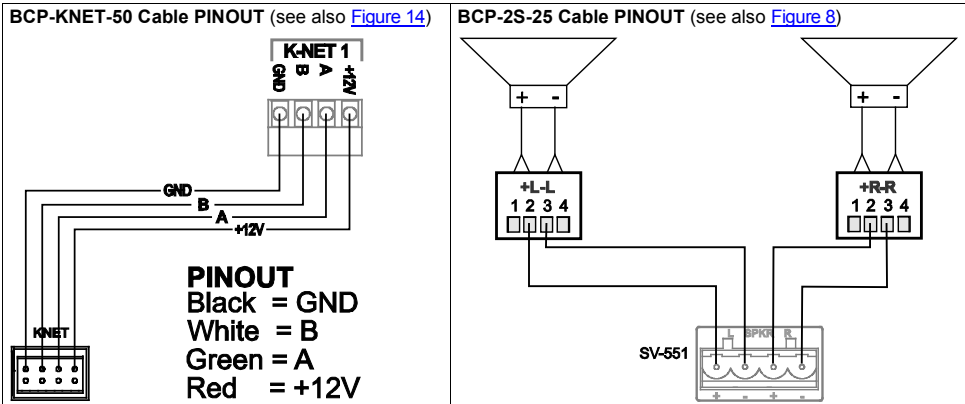 BCP-KNET-50 Cable PINOUT (see also Figure 14)
K-NET 1
GND B A +12V
GND
B
A
+12V
PINOUT
Black = GND
White = B
Green = A
Red = +12V
KNET
BCP-2S-25 Cable PINOUT (see also Figure 8)
+ -
+ -
+L-L
1 2 3 4
+R-R
1 2 3 4
SV-551
L SPKR R
+ - + -